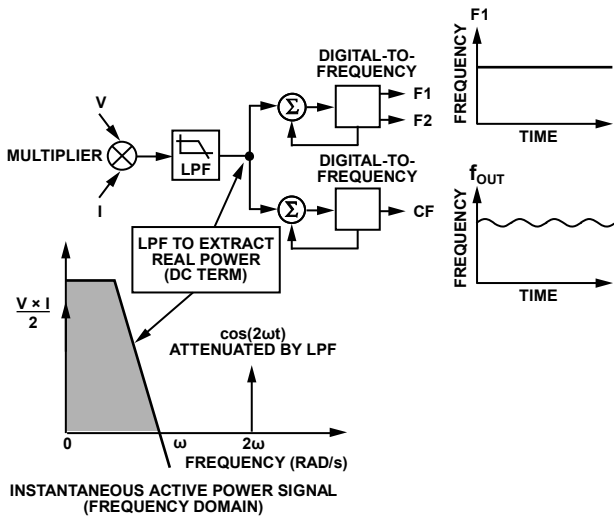 V
MULTIPLIER
I
LPF
DIGITAL-TO-
FREQUENCY
Σ
F1
F2
DIGITAL-TO-
FREQUENCY
Σ
CF
F1
FREQUENCY
TIME
fOUT
FREQUENCY
TIME
LPF TO EXTRACT
REAL POWER
(DC TERM)
V × I
2
cos(2ωt)
ATTENUATED BY LPF
0
ω
2ω
FREQUENCY (RAD/s)
INSTANTANEOUS ACTIVE POWER SIGNAL
(FREQUENCY DOMAIN)